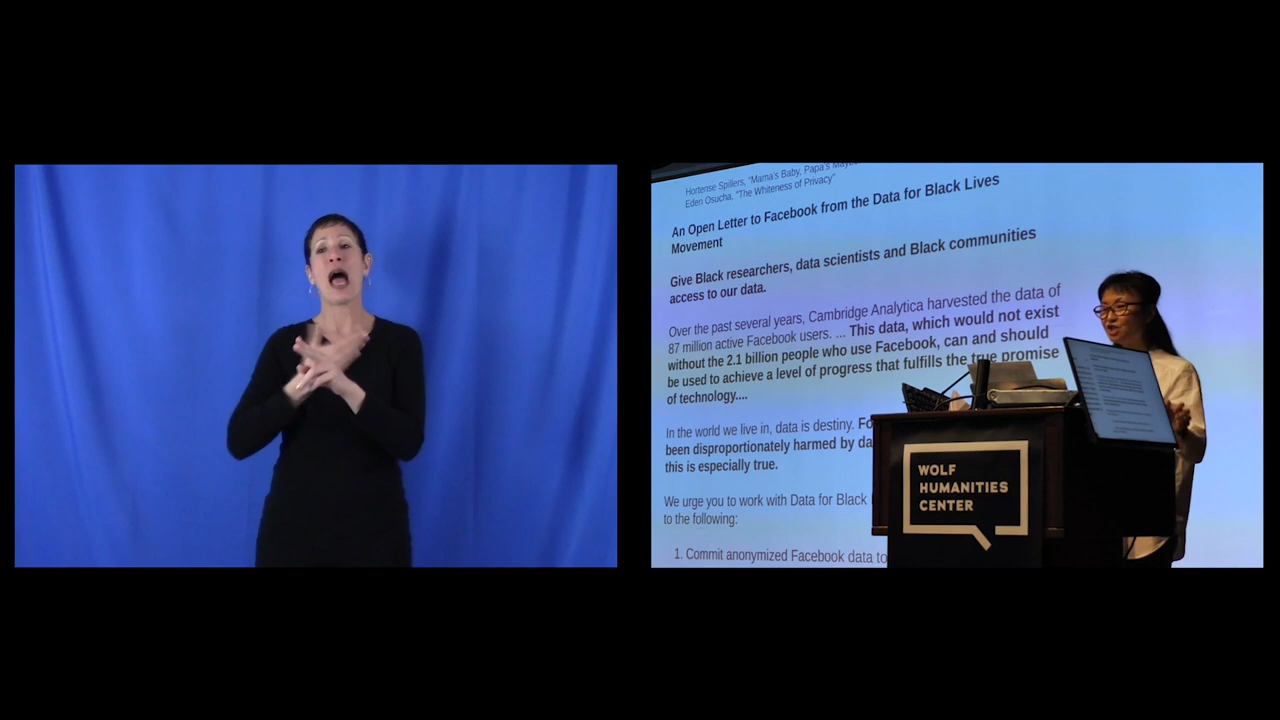 Hortense Spillers, "Mama's Baby, Papa's
Eden Osucha, "The Whiteness of Privacy"
An Open Letter to Facebook from the Data for Black Lives
Movement
Give Black researchers, data scientists and Black communities
access to our data.
Over the past several years, Cambridge Analytica harvested the data of
87 million active Facebook users. ... This data, which would not exist
without the 2.1 billion people who use Facebook, can and should
be used to achieve a level of progress that fulfills the true promise
of technology....
In the world we live in, data is destiny.
been disproportionately harmed by
this is especially true.
We urge you to work with Data for Black
to the following:
1. Commit anonymized Facebook data to
WOLF
HUMANITIES
CENTER